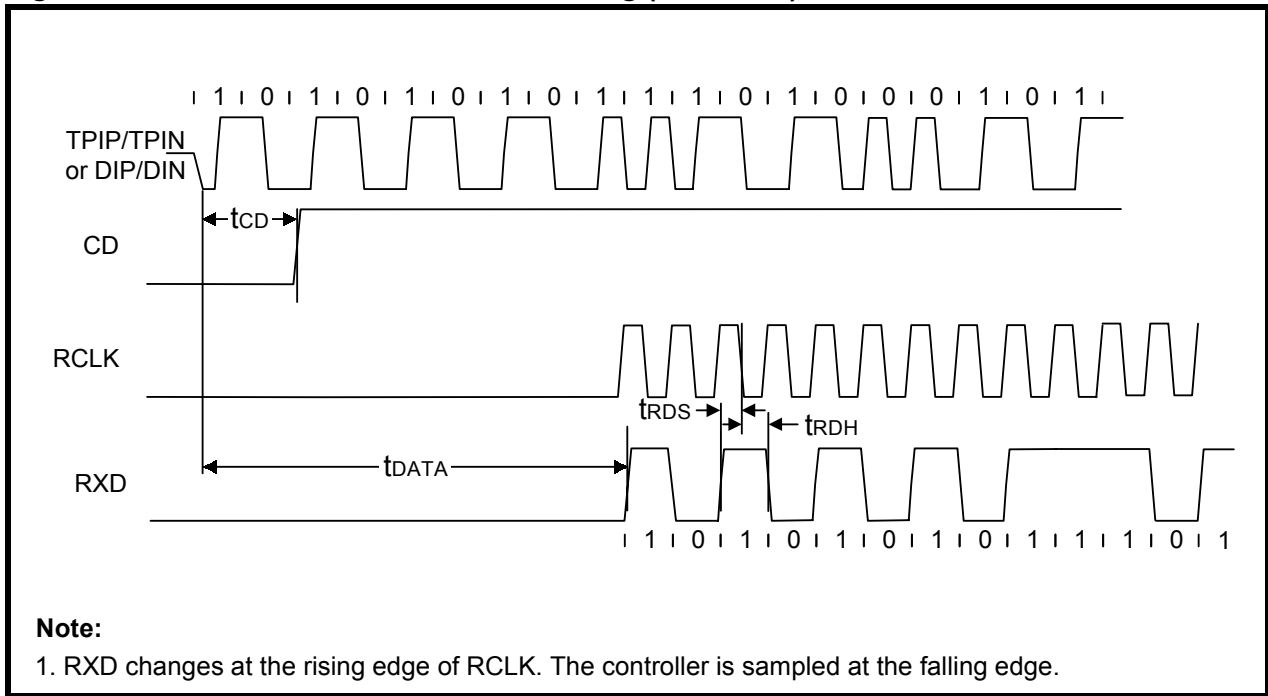 1 0 1 0 1 0 1 0 1 1 1 0 1 0 0 0 1 0 1
TPIP/TPIN
or DIP/DIN
tCD
CD
RCLK
tRDS
tRDH
tDATA
RXD
1 0 1 0 1 0 1 0 1 1 1 0 1
Note:
1. RXD changes at the rising edge of RCLK. The controller is sampled at the falling edge.